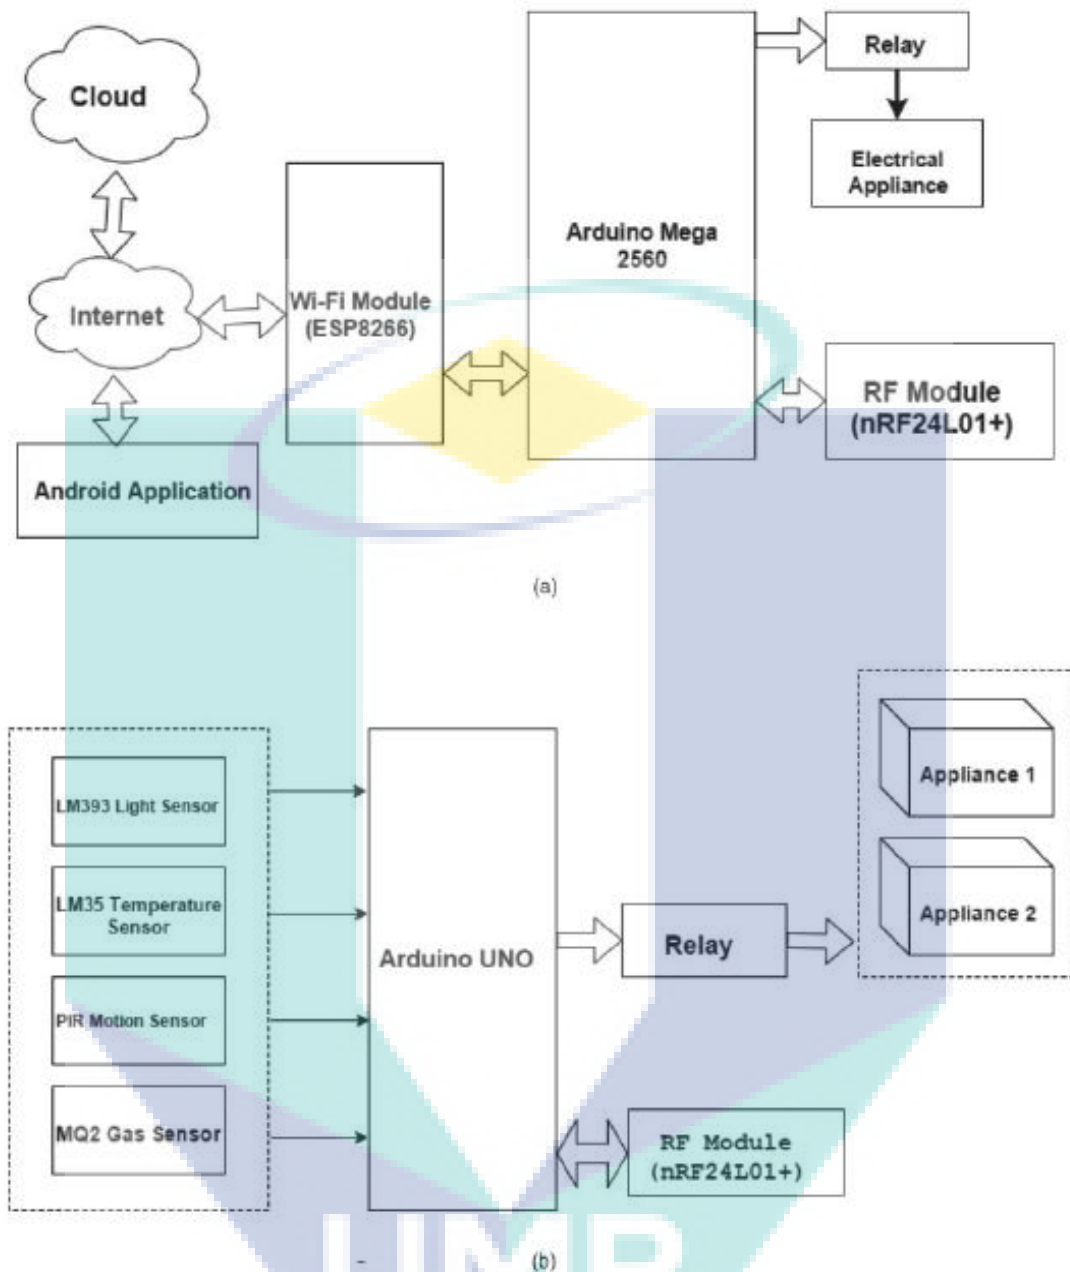 Cloud
Relay
Electrical
Appliance
Arduino Mega
2560
Internet
Wi-Fi Module
(ESP8266)
RF Module
(nRF24L01+)
Android Application
(a)
LM393 Light Sensor
LM35 Temperature
Sensor
PIR Motion Sensor
MQ2 Gas Sensor
Arduino UNO
Relay
Appliance 1
Appliance 2
RF Module
(nRF24L01+)
UMP
(b)